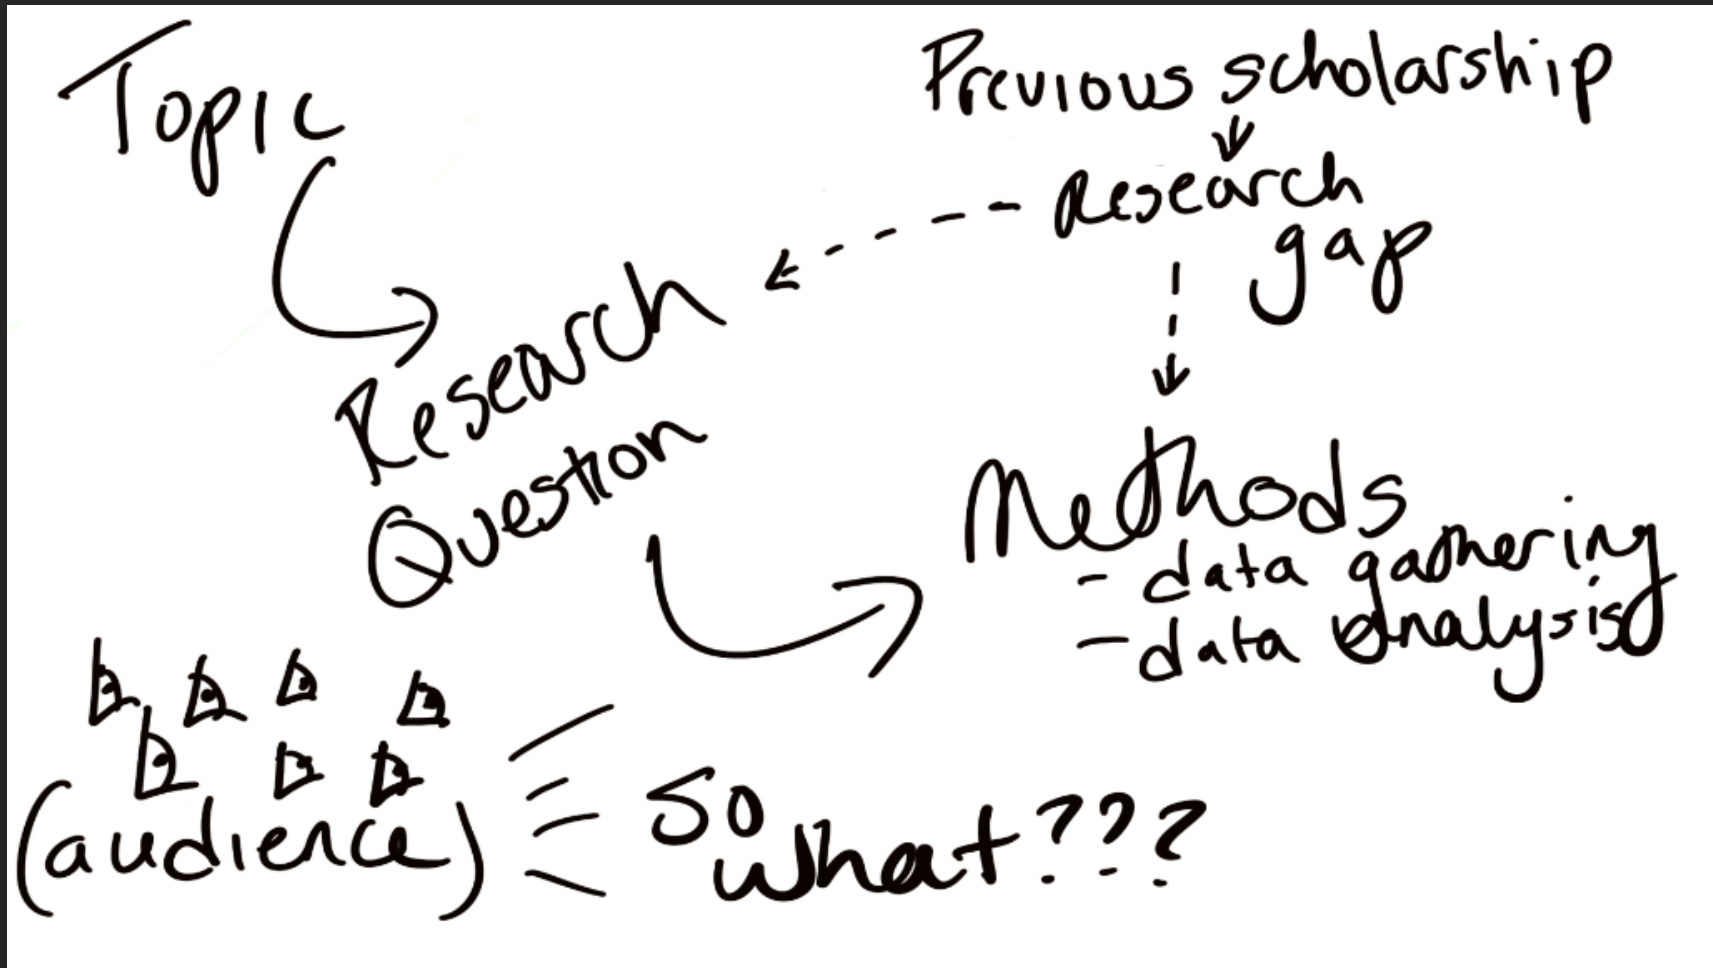 Topic
Previous scholarship
Research
gap
Research
Question
Methods
- data gathering
- data analysis
(audience)
So
what???